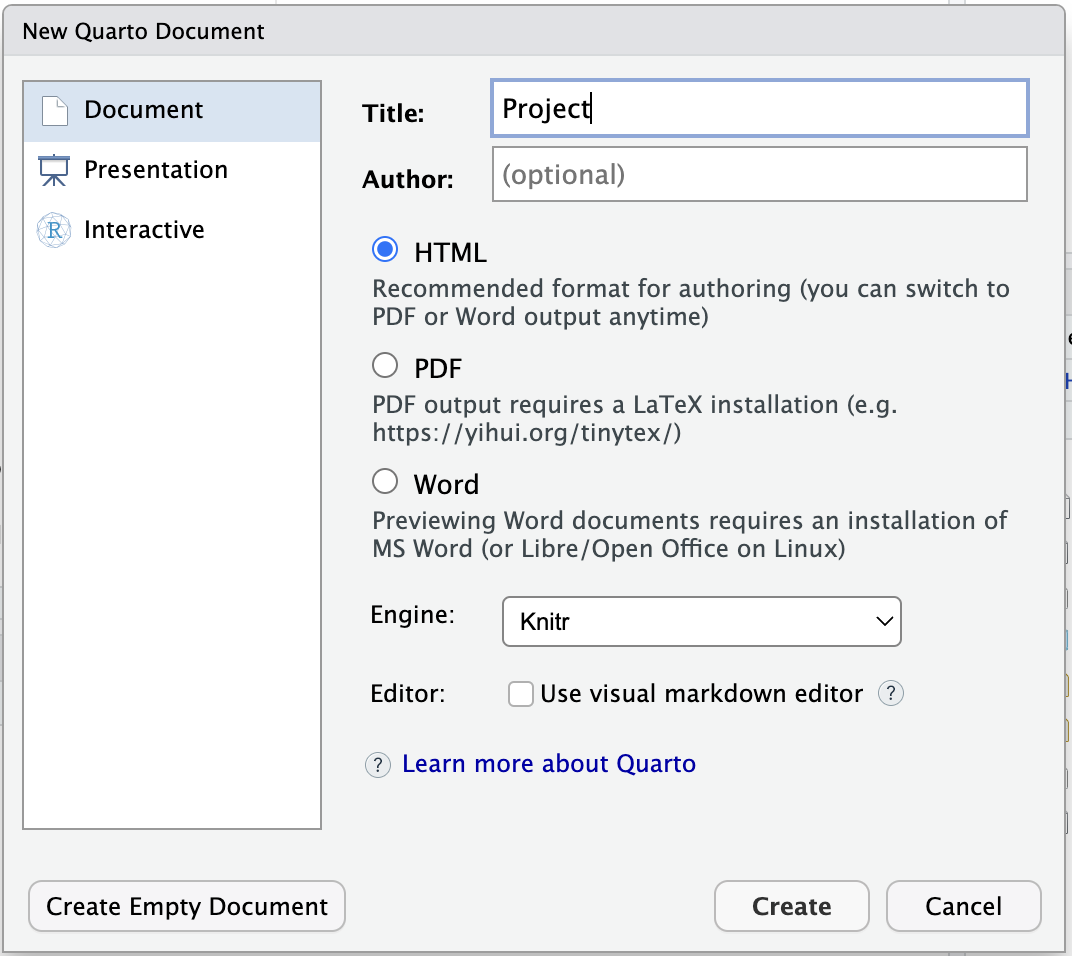 New Quarto Document
Document
Presentation
R Interactive
Title: Project
Author: (optional)
HTML
Recommended format for authoring (you can switch to
PDF or Word output anytime)
PDF
PDF output requires a LaTeX installation (e.g.
https://yihui.org/tinytex/)
Word
Previewing Word documents requires an installation of
MS Word (or Libre/Open Office on Linux)
Engine: Knitr
Editor: Use visual markdown editor ?
? Learn more about Quarto
Create Empty Document Create Cancel